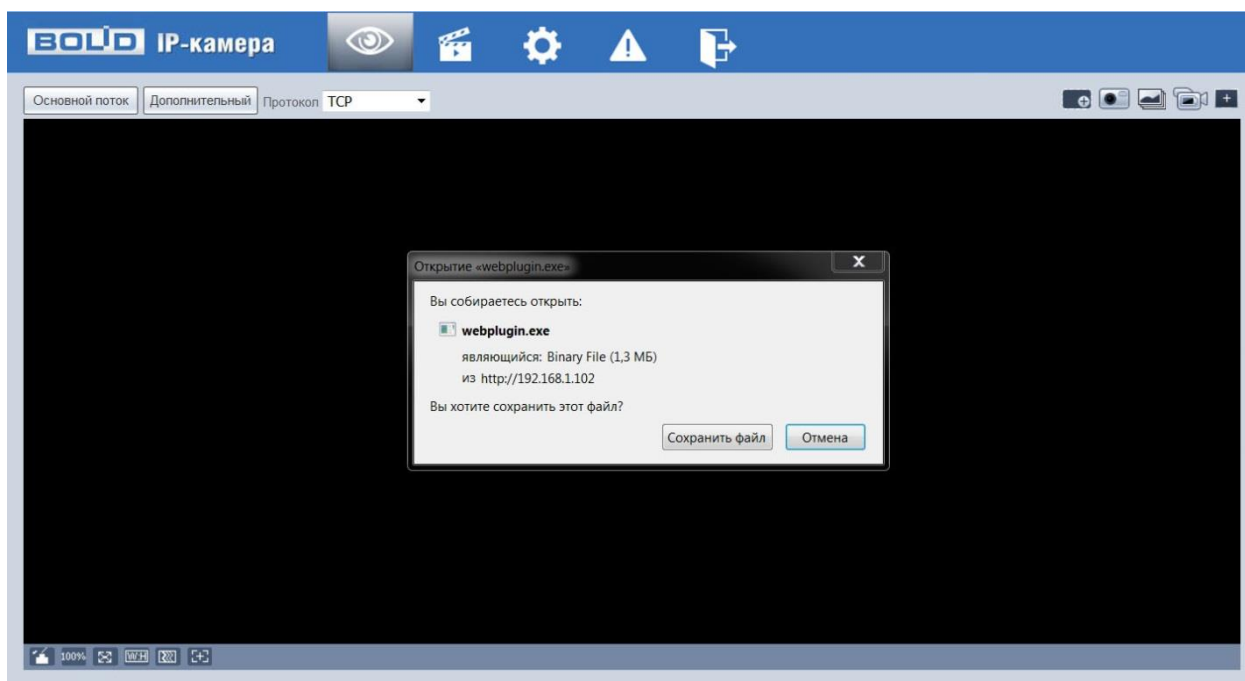 BOLID IP-камера
Основной поток Дополнительный Протокол TCP
Открытие «webplugin.exe»
Вы собираетесь открыть:
webplugin.exe
являющийся: Binary File (1,3 МБ)
из http://192.168.1.102
Вы хотите сохранить этот файл?
Сохранить файл Отмена
100% W:H